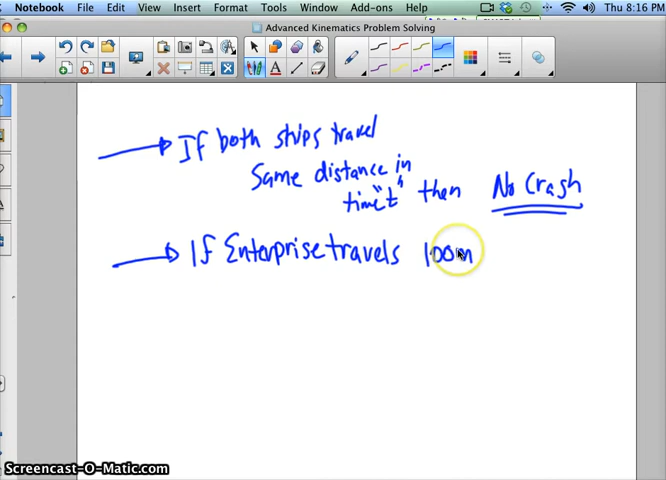 Notebook File Edit View Insert Format Tools Window Add-ons Help Thu 8:16 PM
Advanced Kinematics Problem Solving
If both ships travel
Same distance in
time "t" then No Crash
If Enterprise travels 100m
Screencast-O-Matic.com